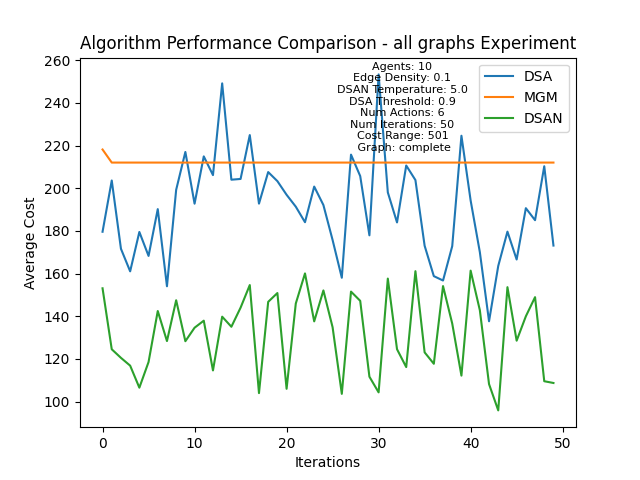 Algorithm Performance Comparison - all graphs Experiment
Agents: 10
Edge Density: 0.1
DSAN Temperature: 5.0
DSA Threshold: 0.9
Num Actions: 6
Num Iterations: 50
Cost Range: 501
Graph: complete
DSA
MGM
DSAN
Average Cost
260
240
220
200
180
160
140
120
100
0 10 20 30 40 50
Iterations